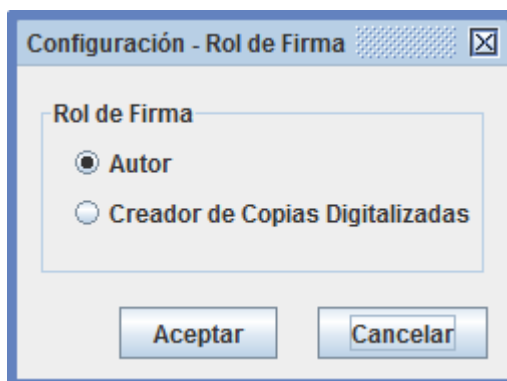 Configuración - Rol de Firma
Rol de Firma
Autor
Creador de Copias Digitalizadas
Aceptar Cancelar